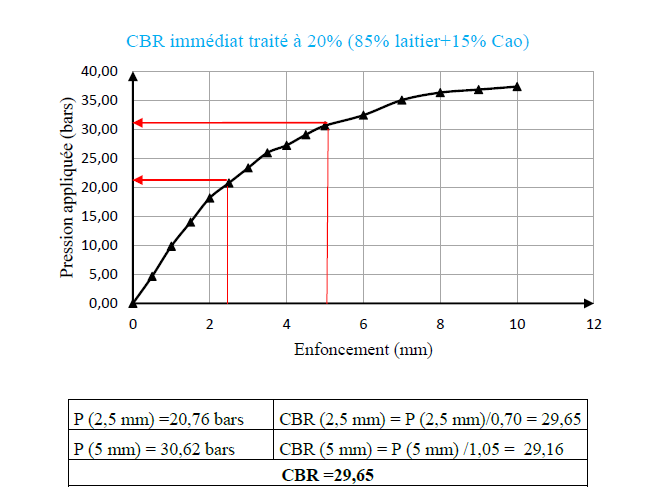 CBR immédiat traité à 20% (85% laitier+15% Cao)
40,00
35,00
30,00
25,00
20,00
15,00
10,00
5,00
0,00
Pression appliquée (bars)
0 2 4 6 8 10 12
Enfoncement (mm)
P (2,5 mm) =20,76 bars CBR (2,5 mm) = P (2,5 mm)/0,70 = 29,65
P (5 mm) = 30,62 bars CBR (5 mm) = P (5 mm) /1,05 = 29,16
CBR =29,65